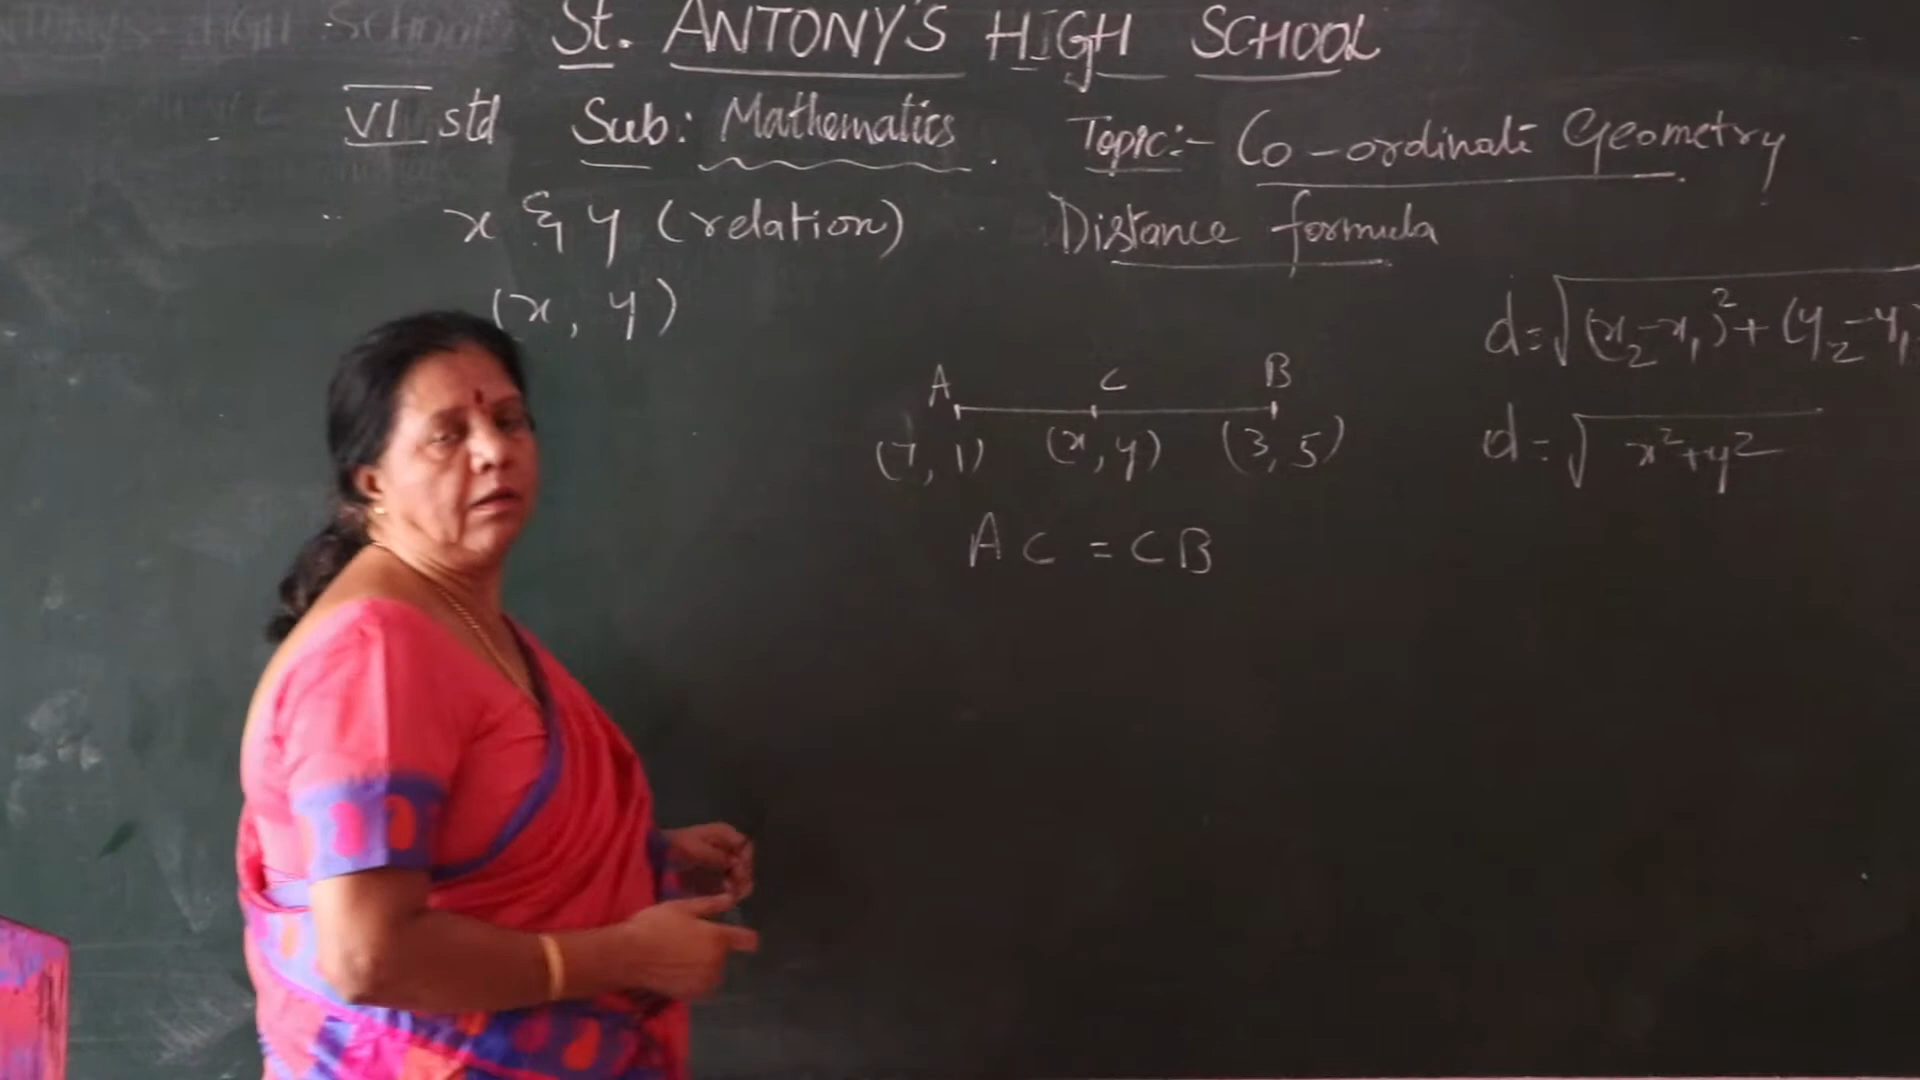 St. ANTONY'S HIGH SCHOOL
VI std Sub: Mathematics. Topic:- Co-ordinate Geometry
x & y (relation). Distance formula
(x, y)
d=√(x₂-x₁)²+(y₂-y₁
A C B
(7, 1) (x, y) (3, 5)
d=√x²+y²
AC = CB